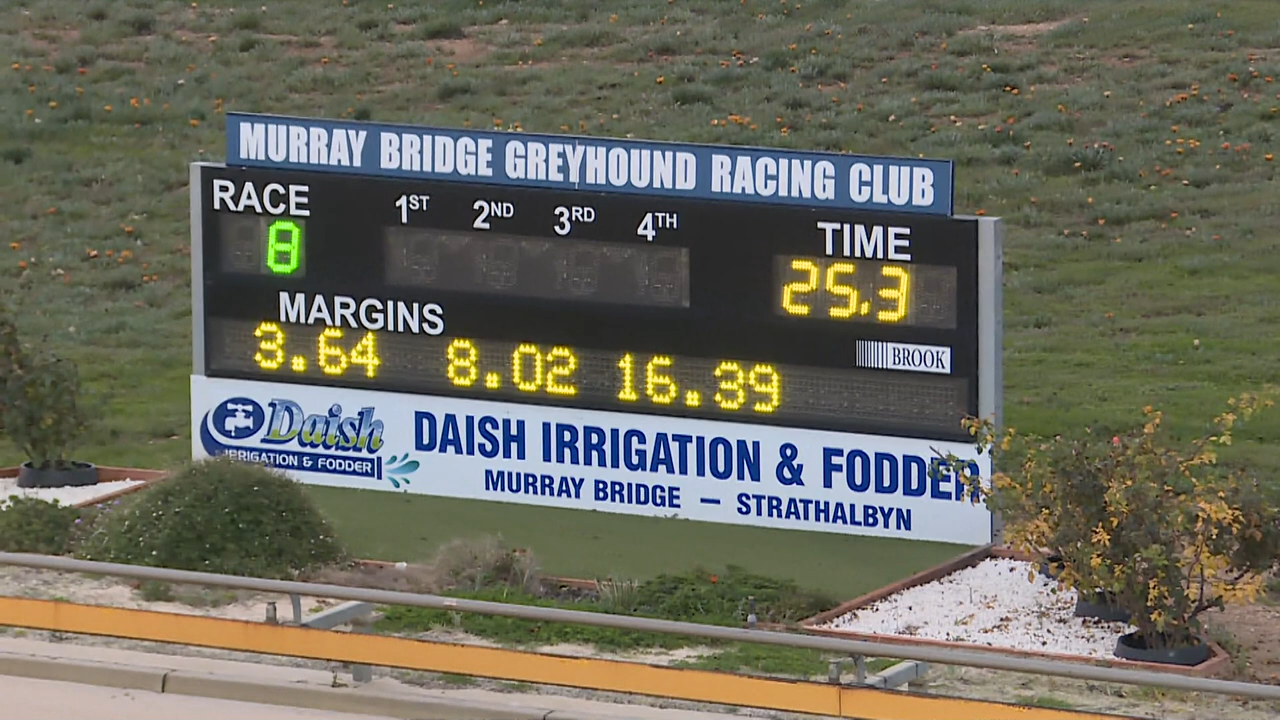 MURRAY BRIDGE GREYHOUND RACING CLUB
RACE 1ST 2ND 3RD 4TH TIME
8 25.3
MARGINS
3.64 8.02 16.39
BROOK
Daish
IRRIGATION & FODDER
DAISH IRRIGATION & FODDER
MURRAY BRIDGE – STRATHALBYN